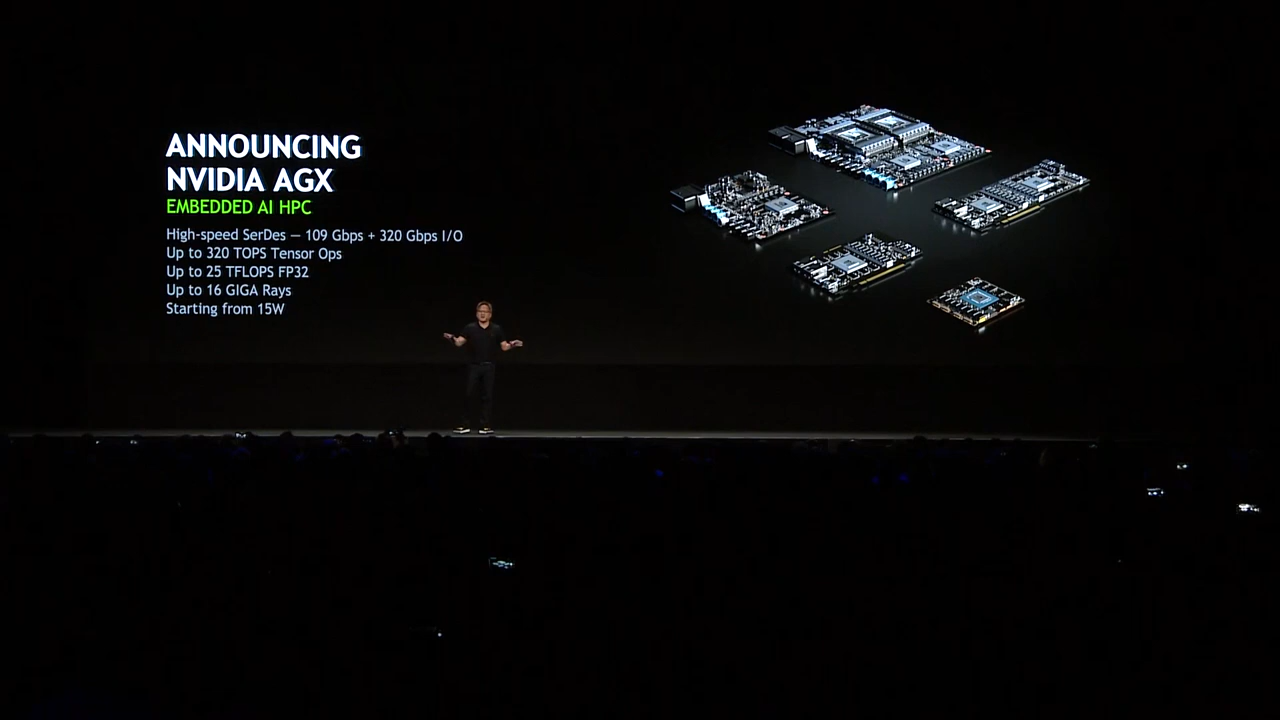 ANNOUNCING
NVIDIA AGX
EMBEDDED AI HPC
High-speed SerDes – 109 Gbps + 320 Gbps I/O
Up to 320 TOPS Tensor Ops
Up to 25 TFLOPS FP32
Up to 16 GIGA Rays
Starting from 15W